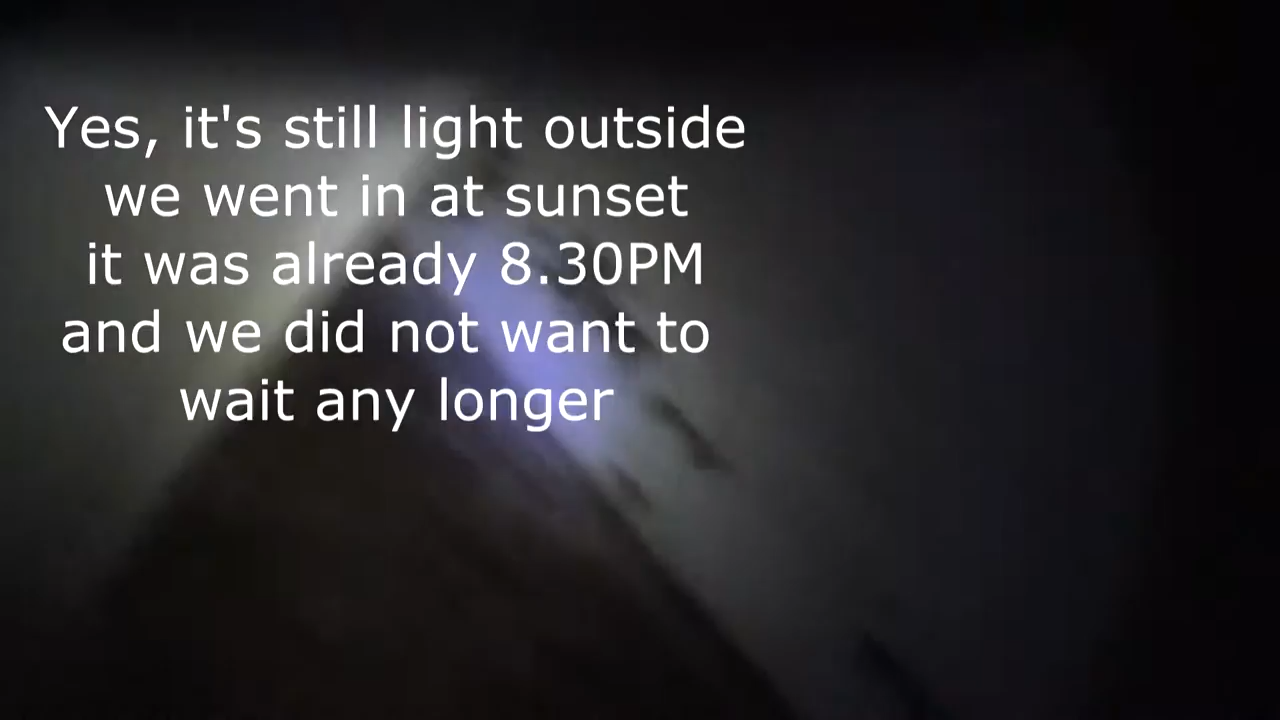 Yes, it's still light outside
we went in at sunset
it was already 8.30PM
and we did not want to
wait any longer